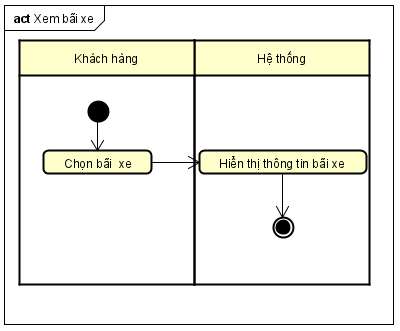 act Xem bãi xe
Khách hàng
Hệ thống
Chọn bãi xe
Hiển thị thông tin bãi xe